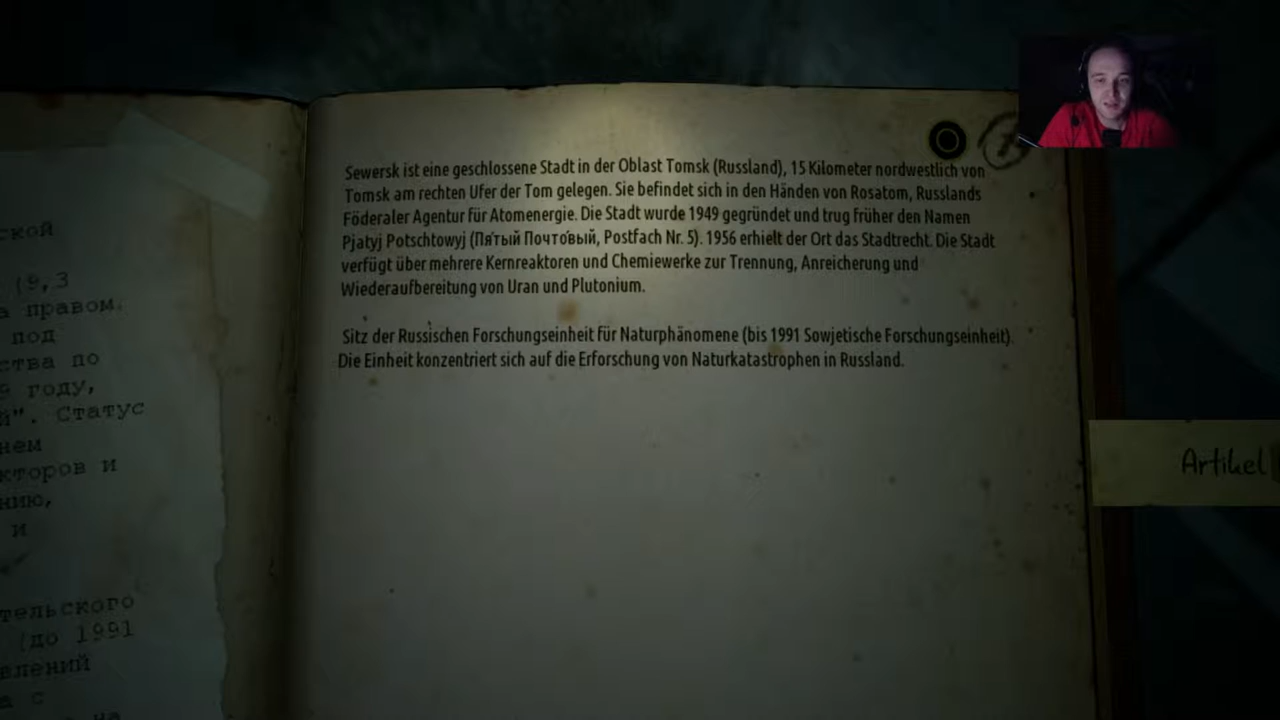 ской
(9,3
а правом.
под
ства по
году,
й". Статус
нем
кторов и
нию,
и
тельского
(до 1991
влений
а с
Sewersk ist eine geschlossene Stadt in der Oblast Tomsk (Russland), 15 Kilometer nordwestlich von
Tomsk am rechten Ufer der Tom gelegen. Sie befindet sich in den Händen von Rosatom, Russlands
Föderaler Agentur für Atomenergie. Die Stadt wurde 1949 gegründet und trug früher den Namen
Pjatyj Potschtowyj (Пя́тый Почто́вый, Postfach Nr. 5). 1956 erhielt der Ort das Stadtrecht. Die Stadt
verfügt über mehrere Kernreaktoren und Chemiewerke zur Trennung, Anreicherung und
Wiederaufbereitung von Uran und Plutonium.
Sitz der Russischen Forschungseinheit für Naturphänomene (bis 1991 Sowjetische Forschungseinheit).
Die Einheit konzentriert sich auf die Erforschung von Naturkatastrophen in Russland.
Artikel